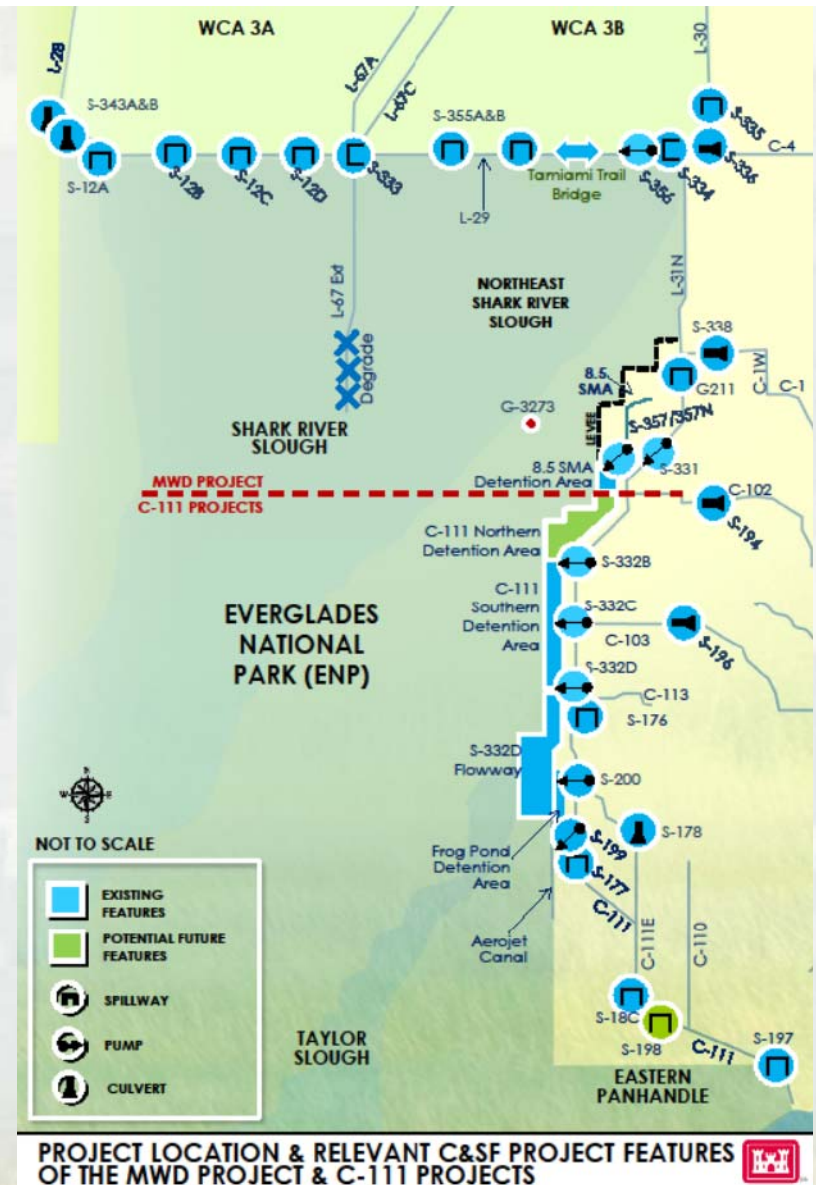 WCA 3A
WCA 3B
L-28
L-67A
L-67C
L-30
S-343A&B
S-355A&B
S-335
C-4
S-12A
S-12B
S-12C
S-12D
S-333
L-29
Tamiami Trail
Bridge
S-356
S-334
S-336
L-67 Ext
Degrade
NORTHEAST
SHARK RIVER
SLOUGH
L-31N
S-338
8.5
SMA
G211
C-1W
C-1
G-3273
LEVEE
S-357/357N
SHARK RIVER
SLOUGH
8.5 SMA
Detention Area
S-331
MWD PROJECT
C-111 PROJECTS
C-102
S-194
C-111 Northern
Detention Area
S-332B
C-111
Southern
Detention
Area
S-332C
C-103
S-196
EVERGLADES
NATIONAL
PARK (ENP)
S-332D
C-113
S-176
S-332D
Flowway
S-200
N
W
E
S
NOT TO SCALE
Frog Pond
Detention
Area
S-199
S-178
S-177
C-111
C-111E
C-110
Aerojet
Canal
EXISTING
FEATURES
POTENTIAL FUTURE
FEATURES
SPILLWAY
PUMP
CULVERT
TAYLOR
SLOUGH
S-18C
S-198
C-111
S-197
EASTERN
PANHANDLE
PROJECT LOCATION & RELEVANT C&SF PROJECT FEATURES
OF THE MWD PROJECT & C-111 PROJECTS